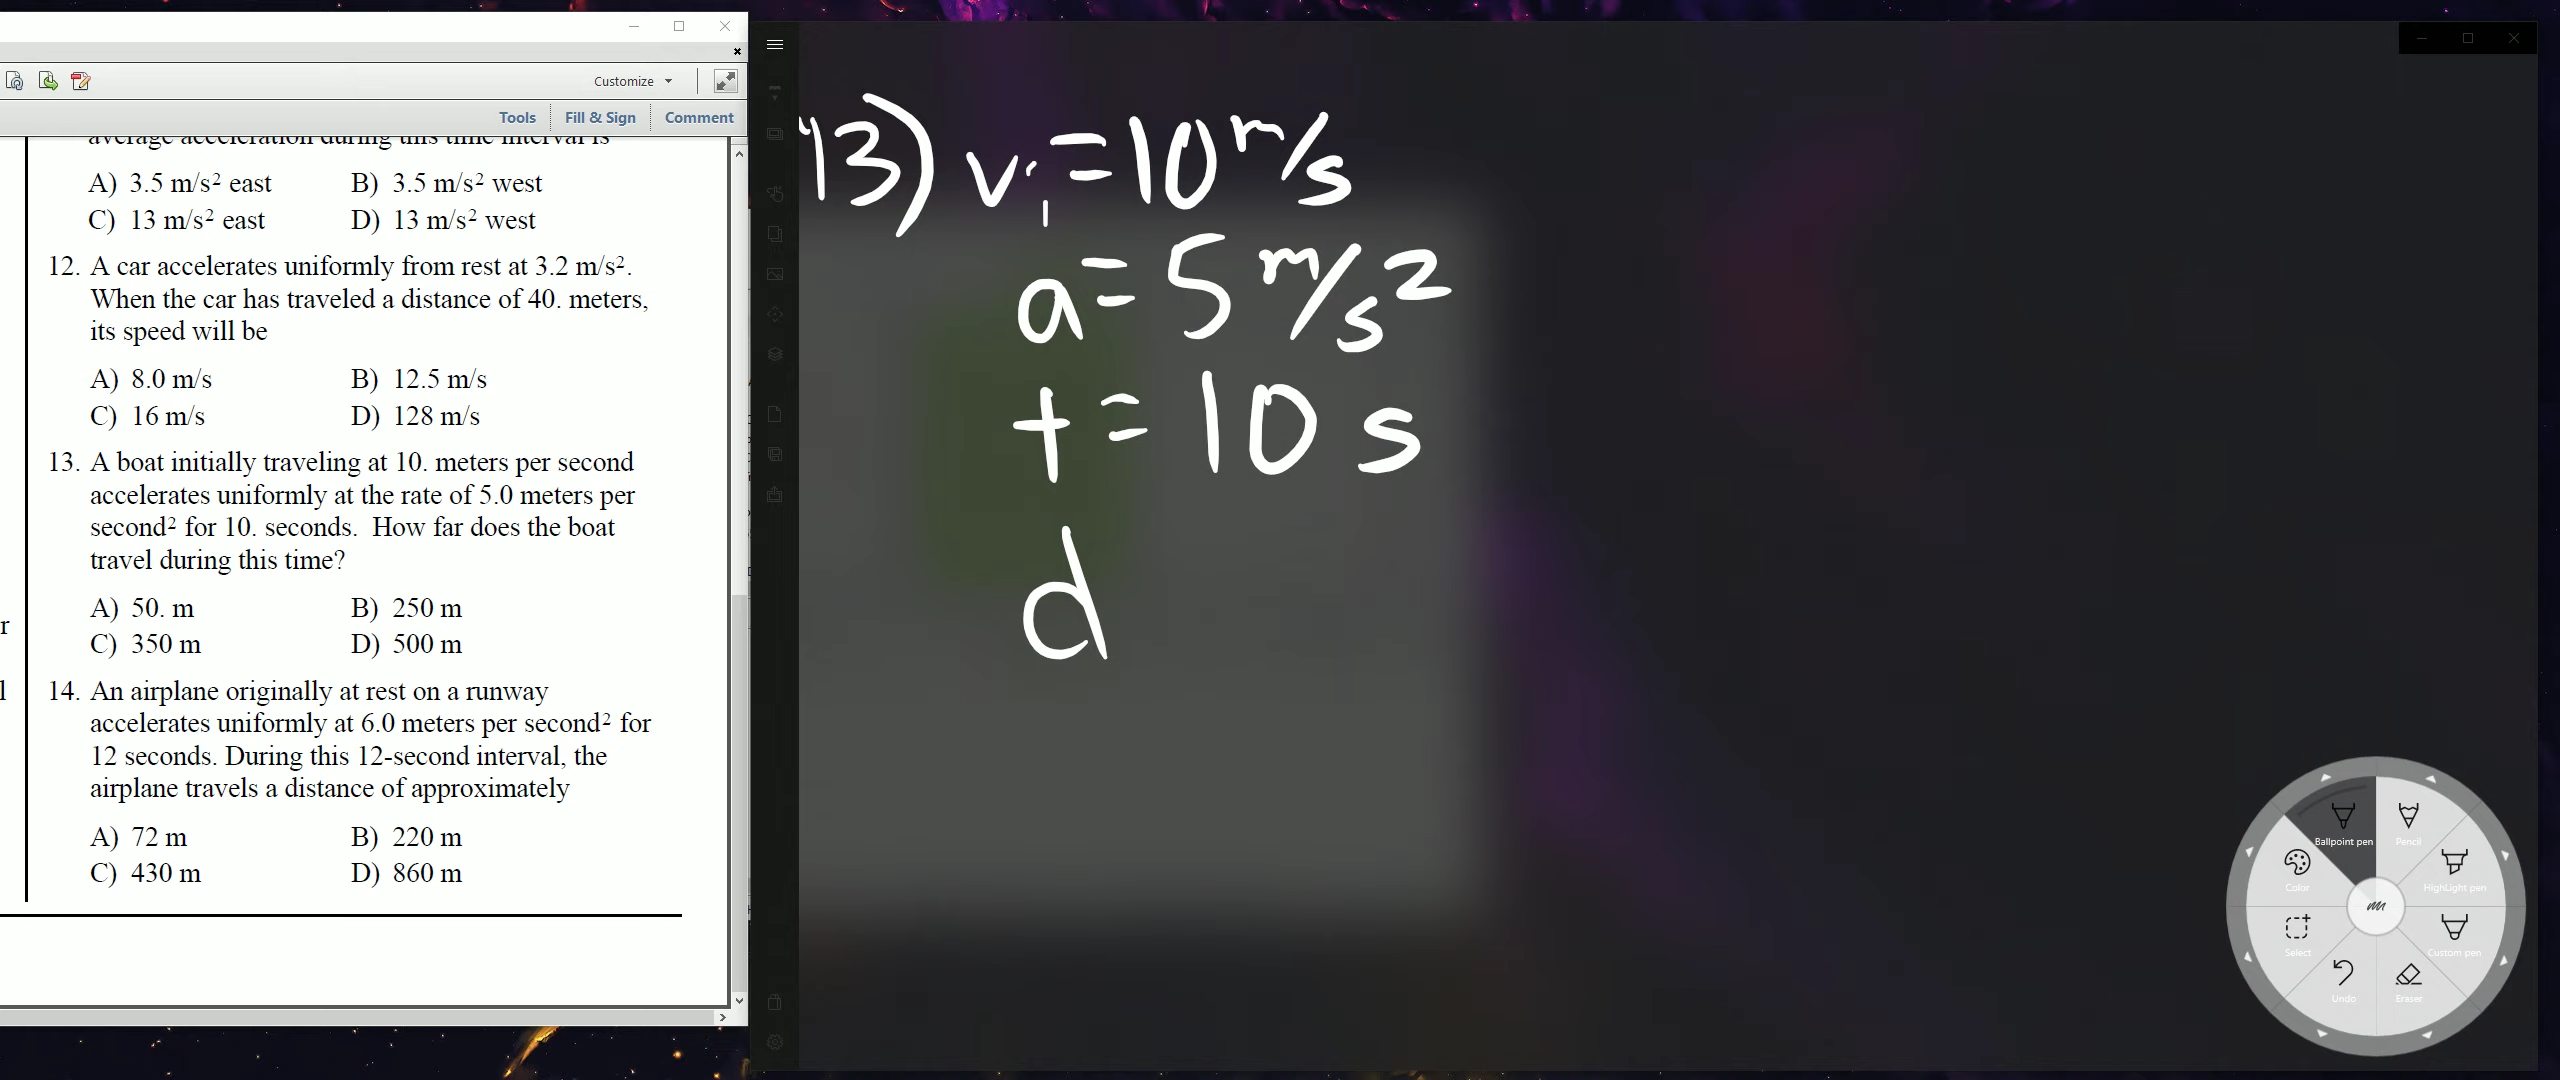 Customize
Tools Fill & Sign Comment
average acceleration during this time interval is
A) 3.5 m/s² east B) 3.5 m/s² west
C) 13 m/s² east D) 13 m/s² west
12. A car accelerates uniformly from rest at 3.2 m/s².
When the car has traveled a distance of 40. meters,
its speed will be
A) 8.0 m/s B) 12.5 m/s
C) 16 m/s D) 128 m/s
13. A boat initially traveling at 10. meters per second
accelerates uniformly at the rate of 5.0 meters per
second² for 10. seconds. How far does the boat
travel during this time?
A) 50. m B) 250 m
C) 350 m D) 500 m
14. An airplane originally at rest on a runway
accelerates uniformly at 6.0 meters per second² for
12 seconds. During this 12-second interval, the
airplane travels a distance of approximately
A) 72 m B) 220 m
C) 430 m D) 860 m
r
l
13) vi = 10 m/s
a = 5 m/s²
t = 10 s
d
Ballpoint pen Pencil
Color HighLight pen
Select Custom pen
Undo Eraser